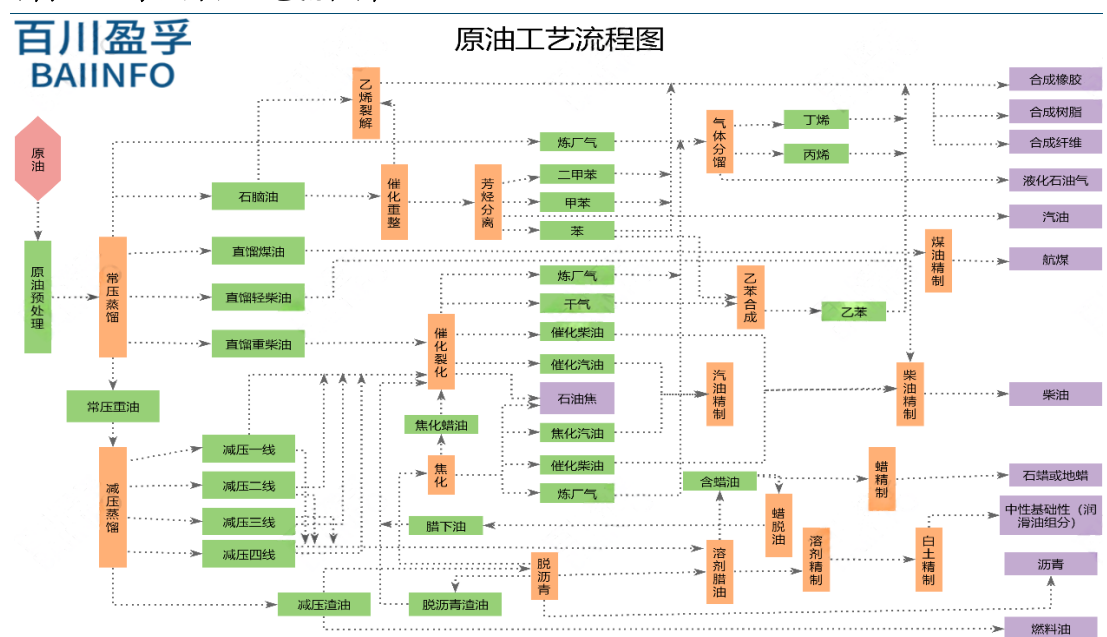 百川盈孚
BAIINFO
原油工艺流程图
原油
原油预处理
常压蒸馏
常压重油
减压蒸馏
石脑油
直馏煤油
直馏轻柴油
直馏重柴油
减压一线
减压二线
减压三线
减压四线
减压渣油
乙烯裂解
催化重整
芳烃分离
炼厂气
二甲苯
甲苯
苯
炼厂气
干气
催化柴油
催化汽油
石油焦
焦化汽油
催化柴油
炼厂气
催化裂化
焦化蜡油
焦化
腊下油
脱沥青渣油
脱沥青
气体分馏
丁烯
丙烯
乙苯合成
乙苯
汽油精制
含蜡油
蜡脱油
溶剂腊油
溶剂精制
煤油精制
柴油精制
蜡精制
白土精制
合成橡胶
合成树脂
合成纤维
液化石油气
汽油
航煤
柴油
石蜡或地蜡
中性基础性（润
滑油组分）
沥青
燃料油